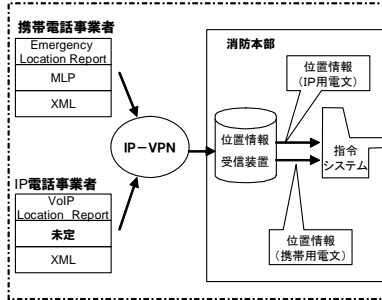 携帯電話事業者
Emergency
Location Report
MLP
XML
IP電話事業者
VoIP
Location Report
未定
XML
IP－VPN
消防本部
位置情報
(IP用電文)
位置情報
受信装置
指令
システム
位置情報
(携帯用電文)